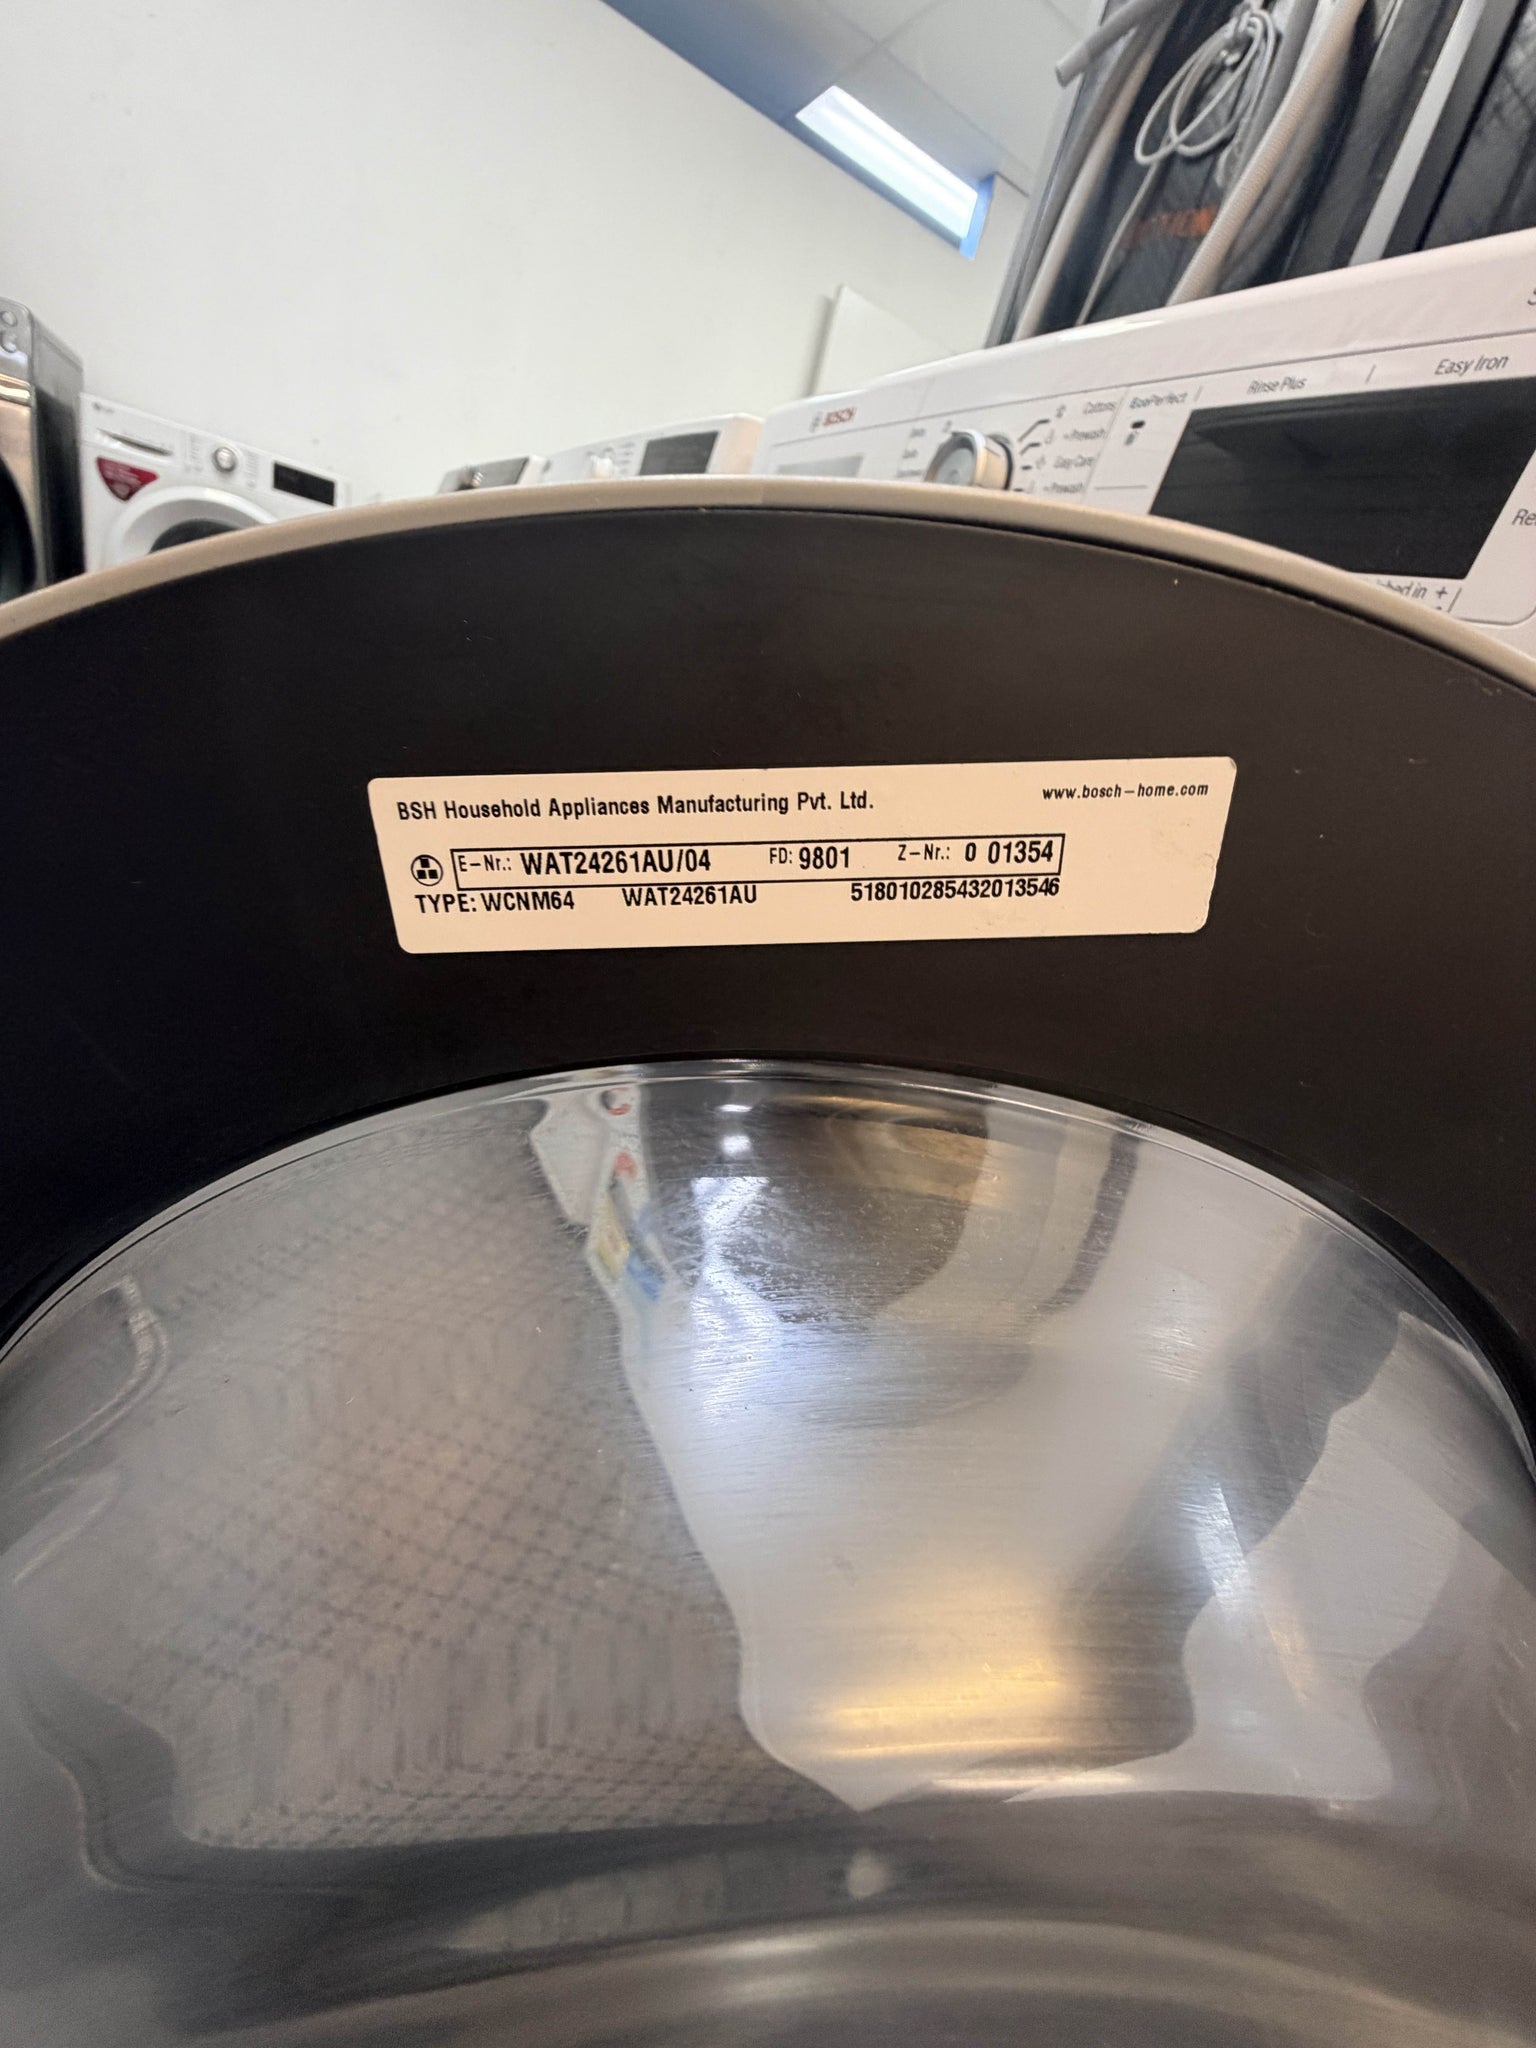 BOSCH
Cottons
Prewash
Easy Care
Prewash
Rinse Plus
Easy Iron
BSH Household Appliances Manufacturing Pvt. Ltd.
www.bosch-home.com
E-Nr.: WAT24261AU/04 FD: 9801 Z-Nr.: 0 01354
TYPE: WCNM64 WAT24261AU 518010285432013546